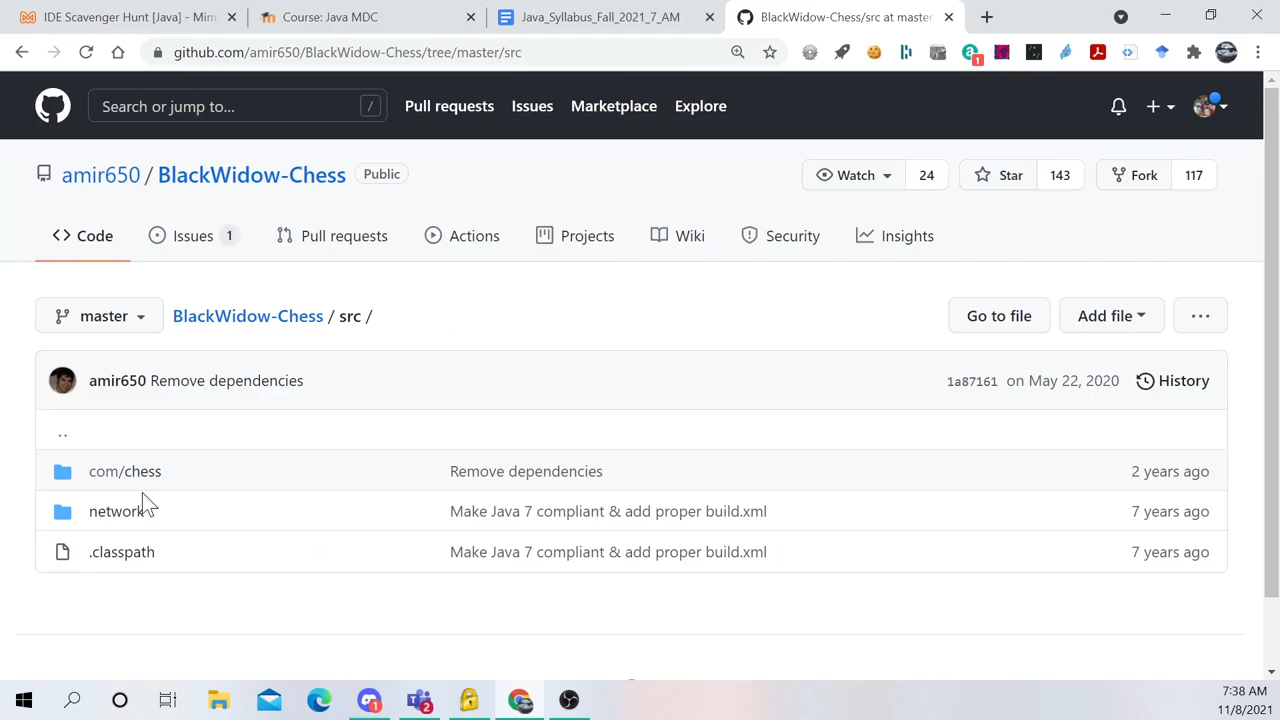 IDE Scavenger Hunt [Java] - Mim
Course: Java MDC
Java_Syllabus_Fall_2021_7_AM
BlackWidow-Chess/src at master
github.com/amir650/BlackWidow-Chess/tree/master/src
1
Search or jump to...
/
Pull requests
Issues
Marketplace
Explore
amir650 / BlackWidow-Chess
Public
Watch
24
Star
143
Fork
117
Code
Issues
1
Pull requests
Actions
Projects
Wiki
Security
Insights
master
BlackWidow-Chess / src /
Go to file
Add file
amir650 Remove dependencies
1a87161 on May 22, 2020
History
..
com/chess
Remove dependencies
2 years ago
network
Make Java 7 compliant & add proper build.xml
7 years ago
.classpath
Make Java 7 compliant & add proper build.xml
7 years ago
1
2
7:38 AM
11/8/2021